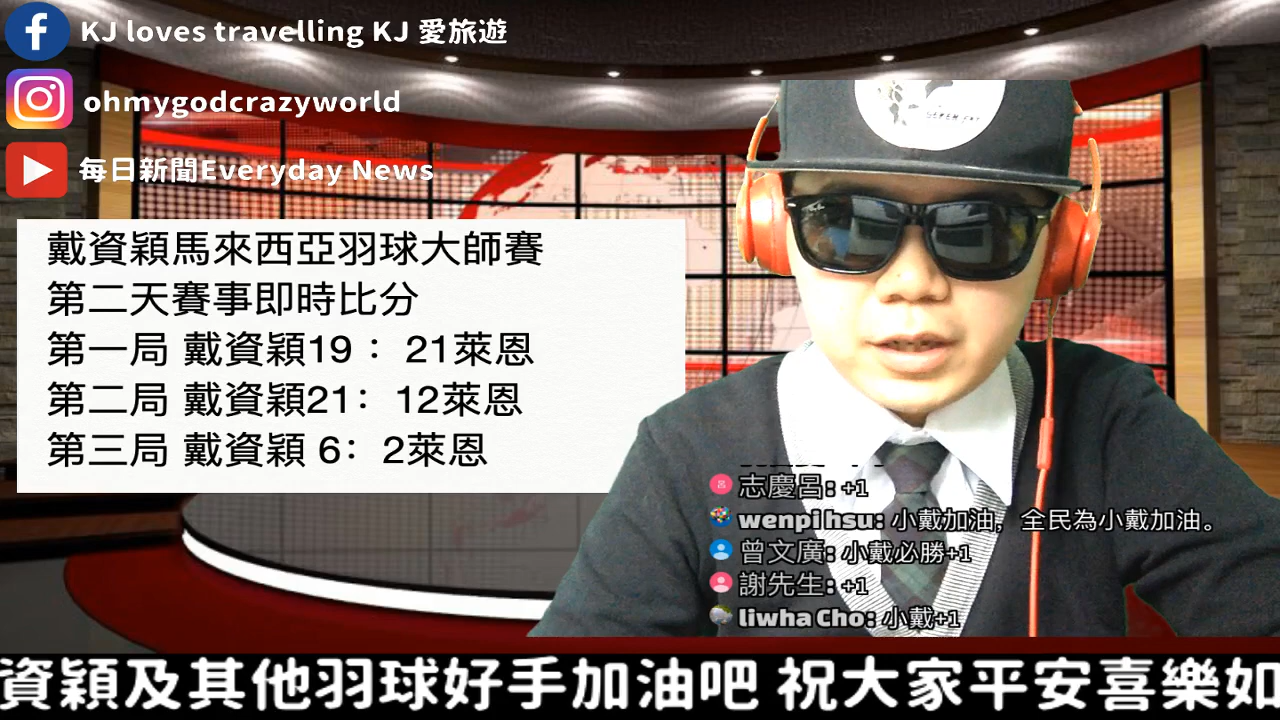 KJ loves travelling KJ 愛旅遊
ohmygodcrazyworld
每日新聞Everyday News
戴資穎馬來西亞羽球大師賽
第二天賽事即時比分
第一局 戴資穎19： 21萊恩
第二局 戴資穎21：12萊恩
第三局 戴資穎 6：2萊恩
志慶呂: +1
wenpi hsu: 小戴加油，全民為小戴加油。
曾文廣: 小戴必勝+1
謝先生: +1
liwha Cho: 小戴+1
資穎及其他羽球好手加油吧 祝大家平安喜樂如